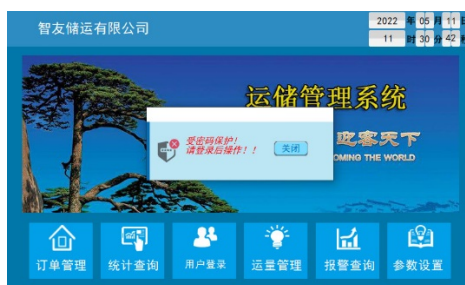 智友储运有限公司
2022 年 05 月 11
11 时 30 分 42
运储管理系统
受密码保护!
请登录后操作!!
关闭
迎客天下
OMING THE WORLD
订单管理 统计查询 用户登录 运量管理 报警查询 参数设置